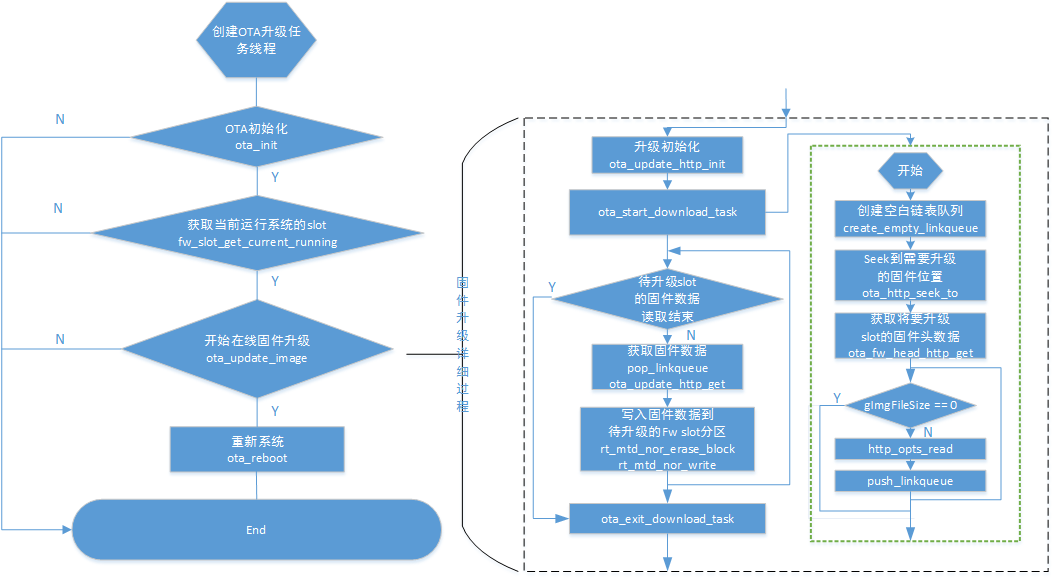 创建OTA升级任
务线程
N
OTA初始化
ota_init
Y
N
获取当前运行系统的slot
fw_slot_get_current_running
Y
N
开始在线固件升级
ota_update_image
Y
重新系统
ota_reboot
End
固件升级详细过程
升级初始化
ota_update_http_init
ota_start_download_task
Y
待升级slot
的固件数据
读取结束
N
获取固件数据
pop_linkqueue
ota_update_http_get
写入固件数据到
待升级的Fw slot分区
rt_mtd_nor_erase_block
rt_mtd_nor_write
ota_exit_download_task
开始
创建空白链表队列
create_empty_linkqueue
Seek到需要升级
的固件位置
ota_http_seek_to
获取将要升级
slot的固件头数据
ota_fw_head_http_get
Y
gImgFileSize == 0
N
http_opts_read
push_linkqueue